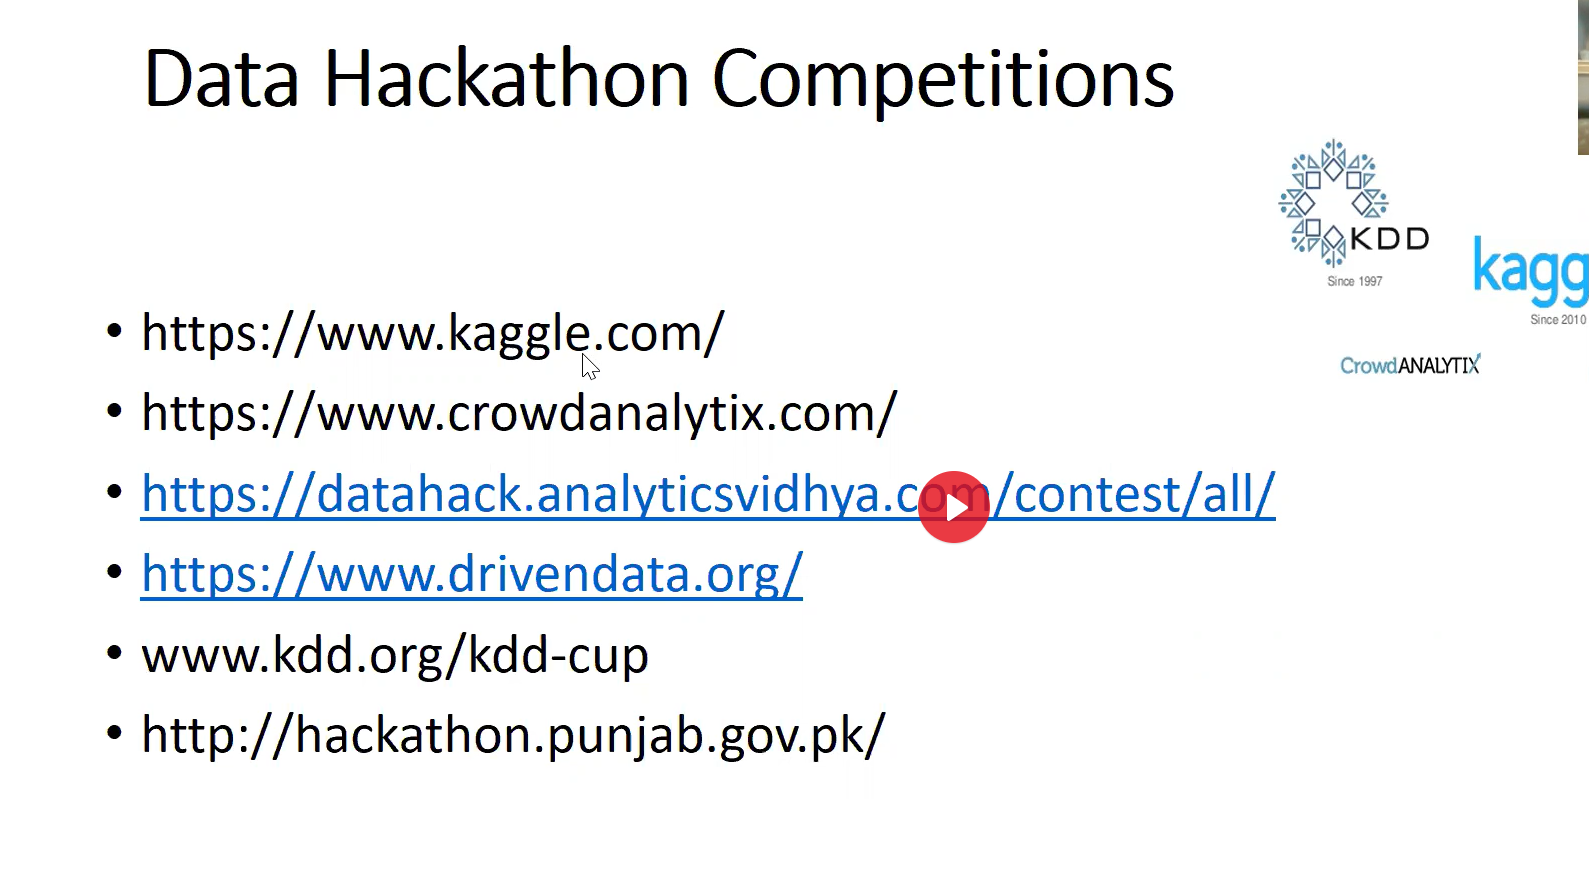 Data Hackathon Competitions
KDD
Since 1997
kagg
Since 2010
CrowdANALYTIX
• https://www.kaggle.com/
• https://www.crowdanalytix.com/
• https://datahack.analyticsvidhya.com/contest/all/
• https://www.drivendata.org/
• www.kdd.org/kdd-cup
• http://hackathon.punjab.gov.pk/